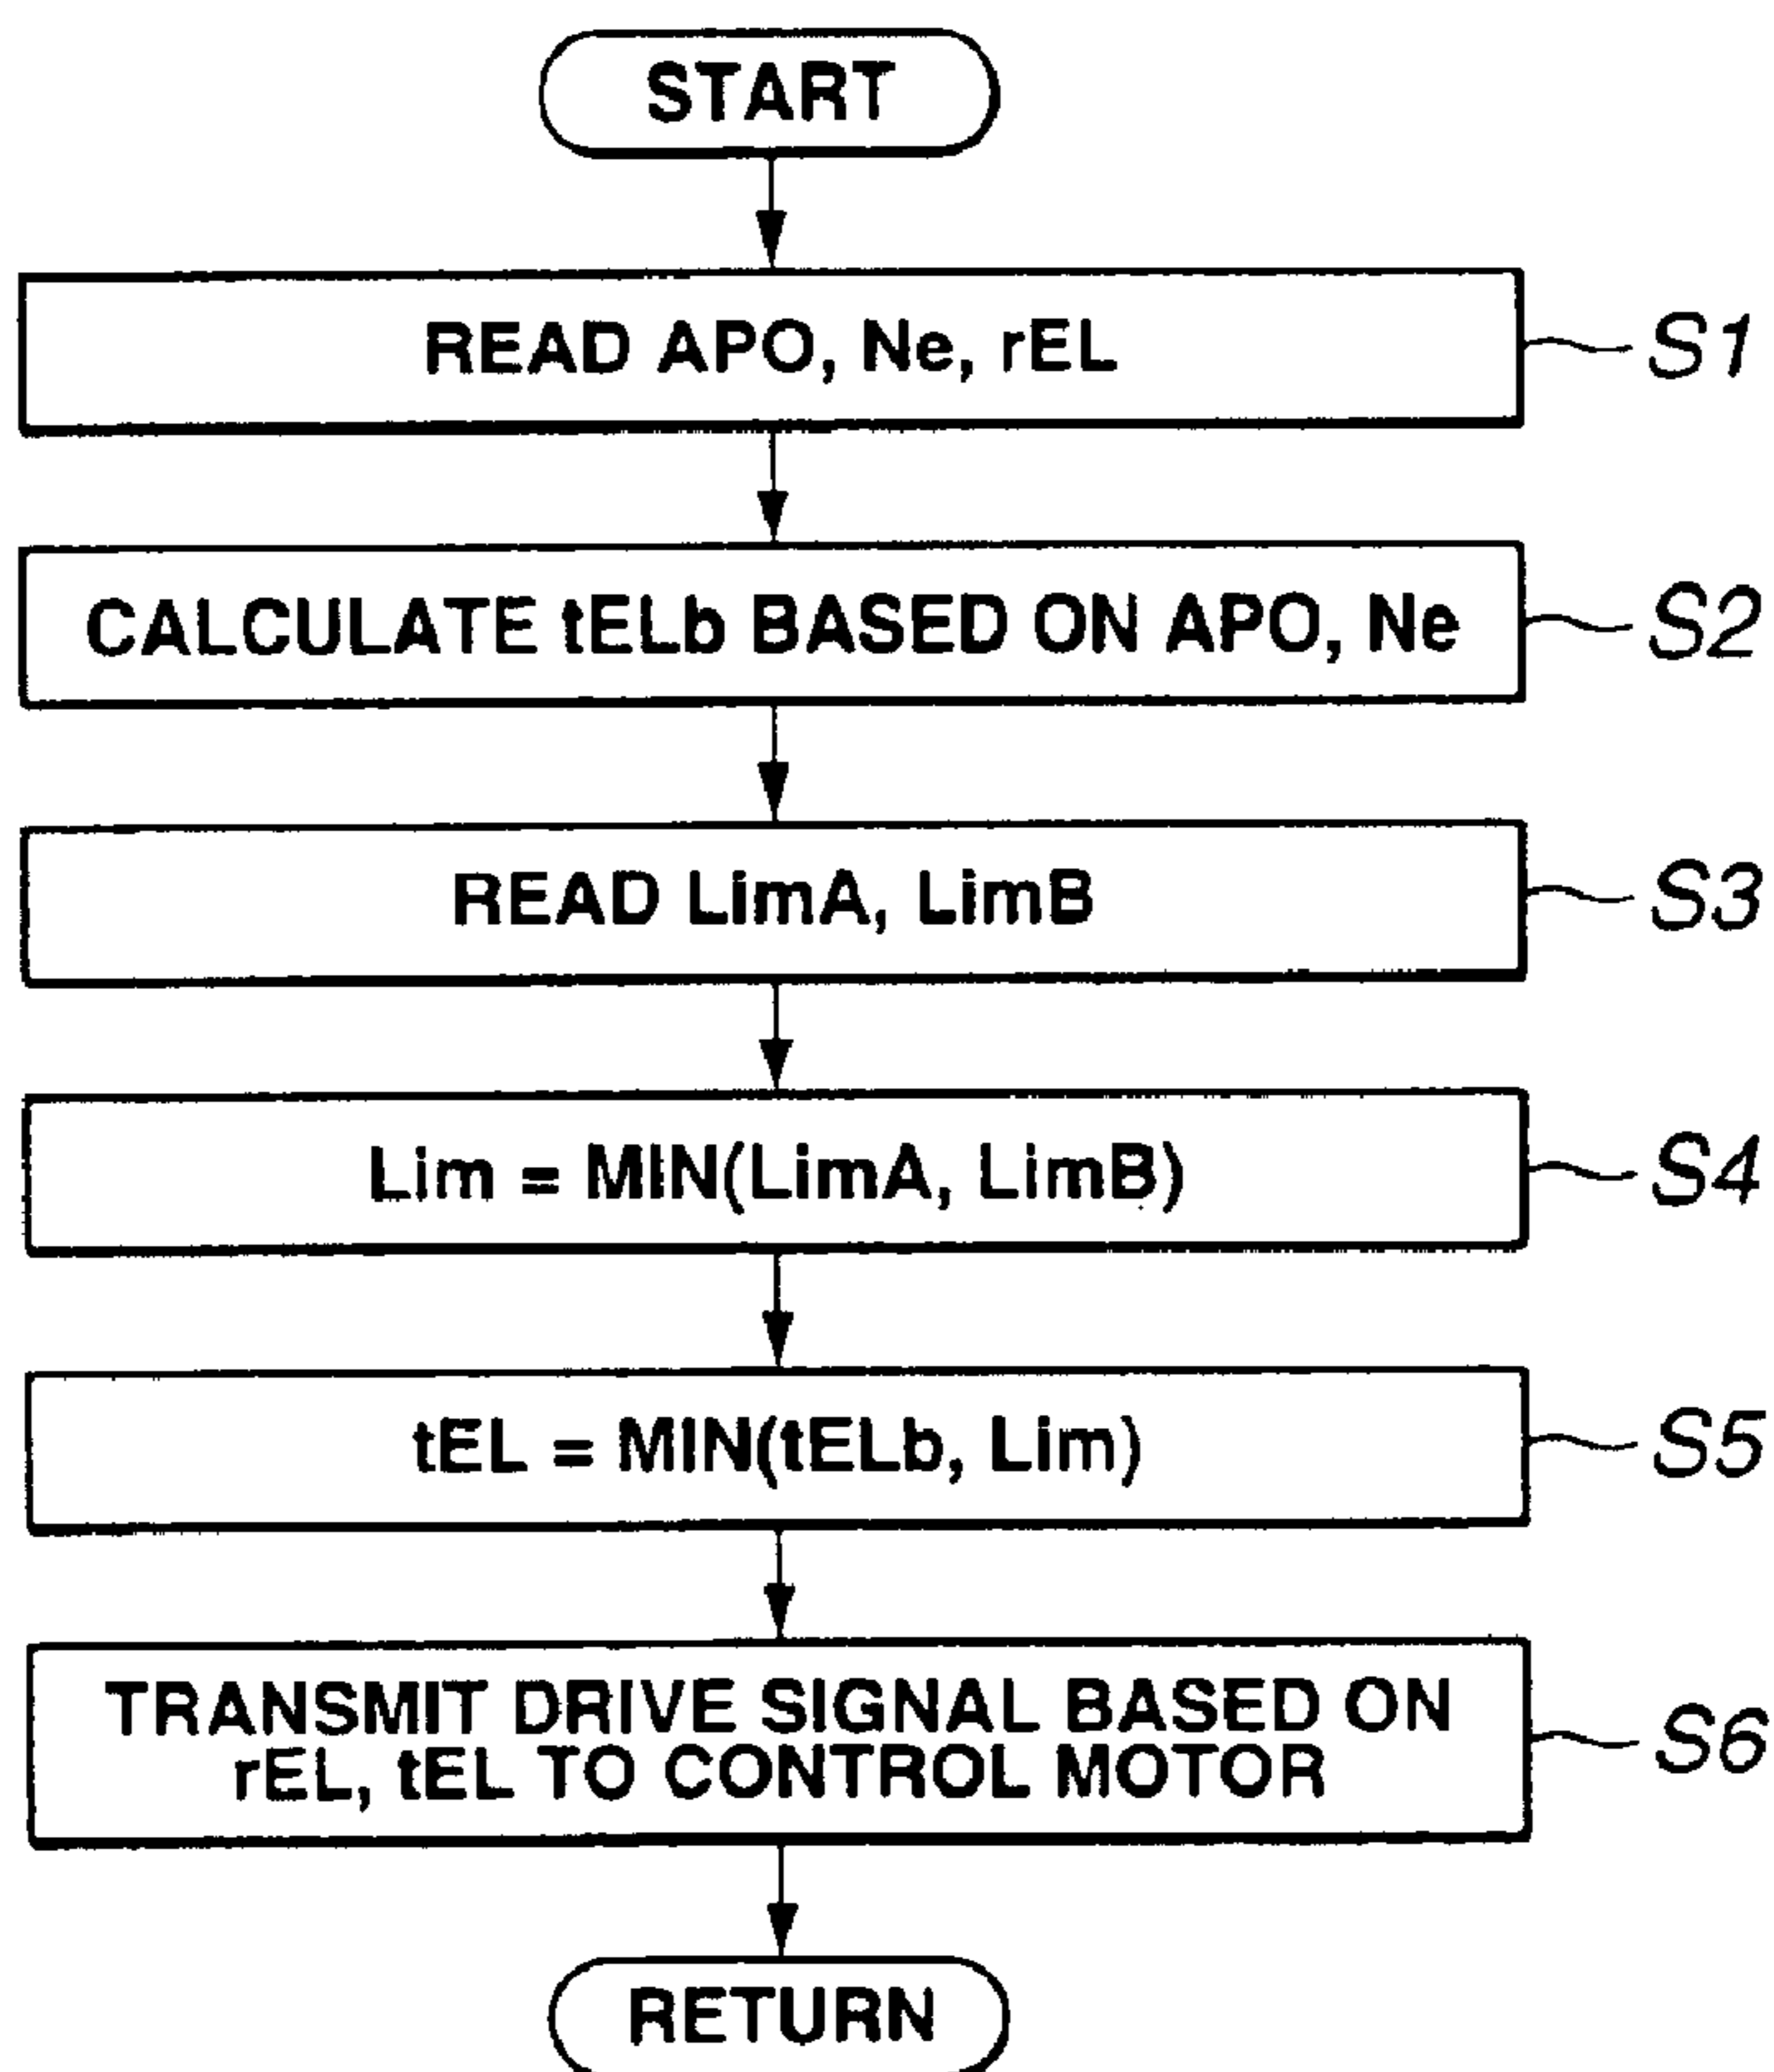 START
READ APO, Ne, rEL
S1
CALCULATE tELb BASED ON APO, Ne
S2
READ LimA, LimB
S3
Lim = MIN(LimA, LimB)
S4
tEL = MIN(tELb, Lim)
S5
TRANSMIT DRIVE SIGNAL BASED ON
rEL, tEL TO CONTROL MOTOR
S6
RETURN